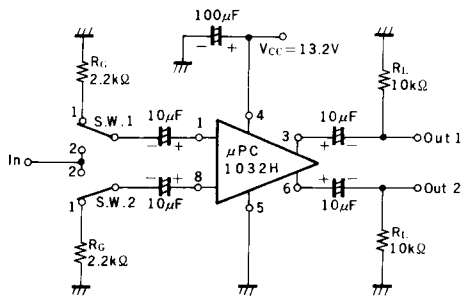 100μF
− +
VCC=13.2V
RG
2.2kΩ
RL
10kΩ
1
S.W.1
10μF
− +
1
4
3
10μF
+ −
Out 1
In
2
2
μPC
1032H
− +
10μF
8
6
+ −
10μF
Out 2
1
S.W.2
5
RG
2.2kΩ
RL
10kΩ